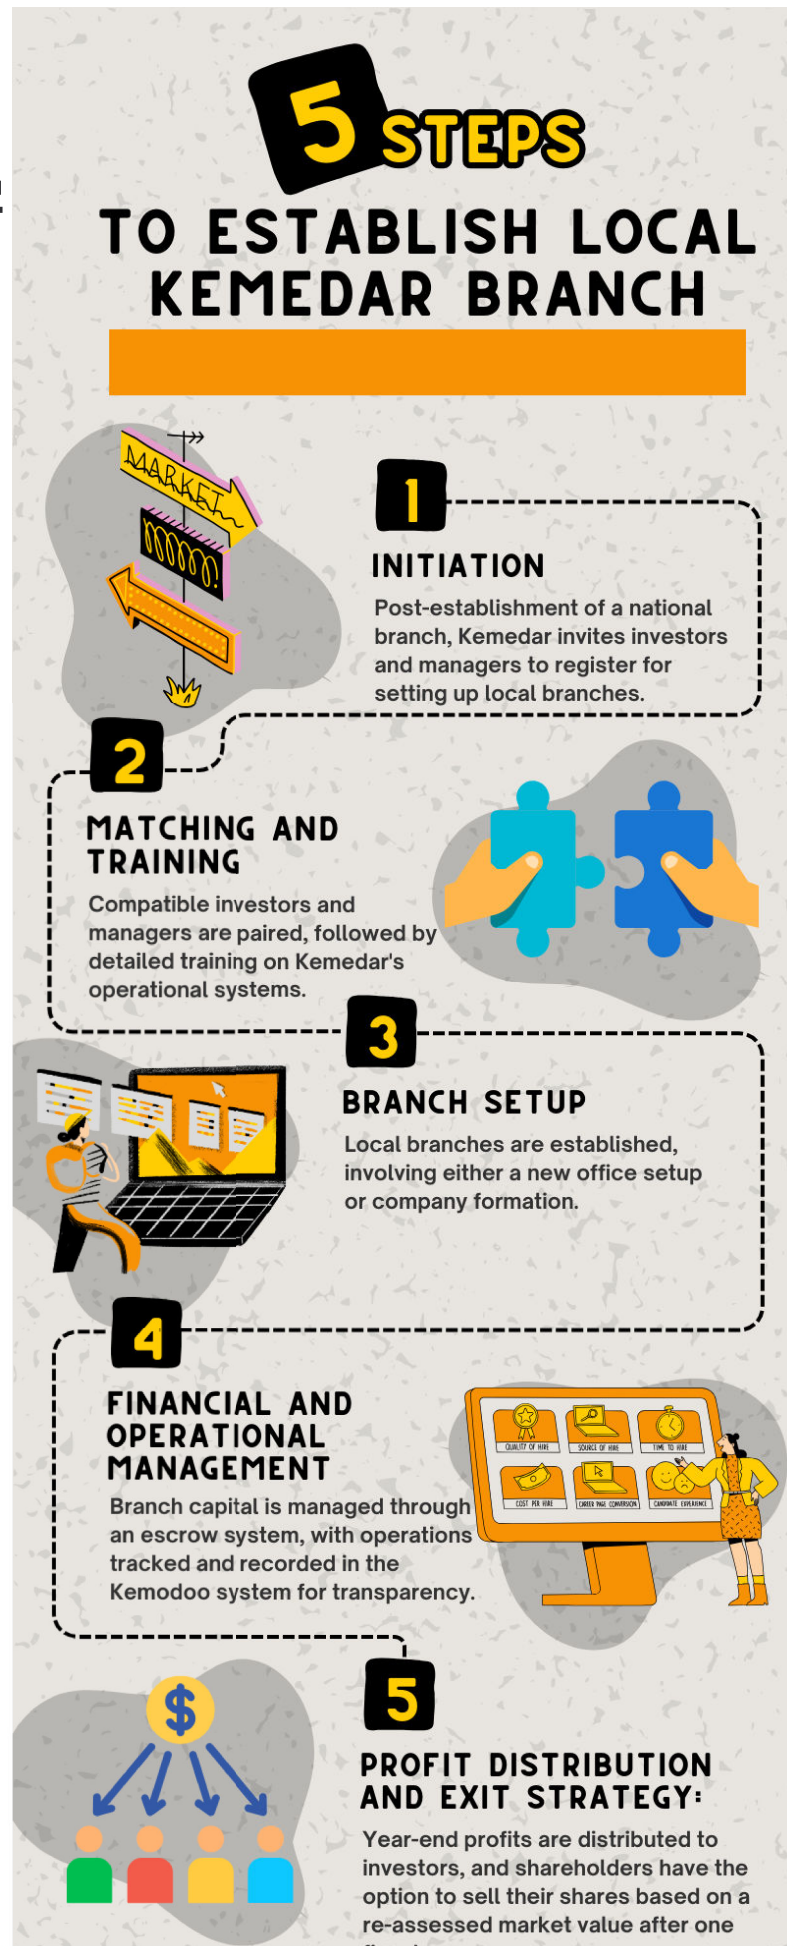 5 STEPS
TO ESTABLISH LOCAL
KEMEDAR BRANCH
MARKET
1
INITIATION
Post-establishment of a national
branch, Kemedar invites investors
and managers to register for
setting up local branches.
2
MATCHING AND
TRAINING
Compatible investors and
managers are paired, followed by
detailed training on Kemedar's
operational systems.
3
BRANCH SETUP
Local branches are established,
involving either a new office setup
or company formation.
4
FINANCIAL AND
OPERATIONAL
MANAGEMENT
Branch capital is managed through
an escrow system, with operations
tracked and recorded in the
Kemodoo system for transparency.
QUALITY OF HIRE
SOURCE OF HIRE
TIME TO HIRE
COST PER HIRE
CAREER PAGE CONVERSION
CANDIDATE EXPERIENCE
5
$
PROFIT DISTRIBUTION
AND EXIT STRATEGY:
Year-end profits are distributed to
investors, and shareholders have the
option to sell their shares based on a
re-assessed market value after one